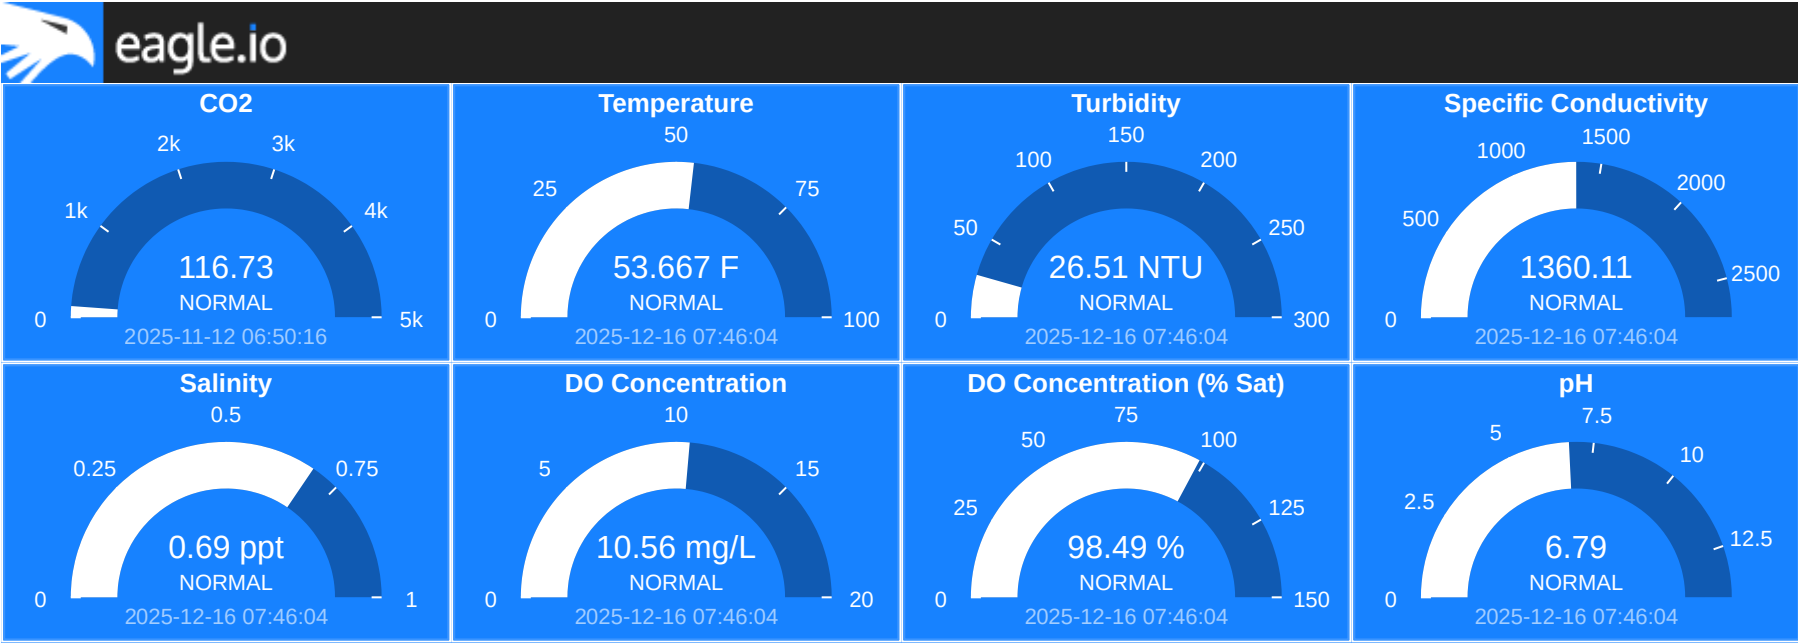 eagle.io
CO2
0
1k
2k
3k
4k
5k
116.73
NORMAL
2025-11-12 06:50:16
Temperature
0
25
50
75
100
53.667 F
NORMAL
2025-12-16 07:46:04
Turbidity
0
50
100
150
200
250
300
26.51 NTU
NORMAL
2025-12-16 07:46:04
Specific Conductivity
0
500
1000
1500
2000
2500
1360.11
NORMAL
2025-12-16 07:46:04
Salinity
0
0.25
0.5
0.75
1
0.69 ppt
NORMAL
2025-12-16 07:46:04
DO Concentration
0
5
10
15
20
10.56 mg/L
NORMAL
2025-12-16 07:46:04
DO Concentration (% Sat)
0
25
50
75
100
125
150
98.49 %
NORMAL
2025-12-16 07:46:04
pH
0
2.5
5
7.5
10
12.5
6.79
NORMAL
2025-12-16 07:46:04